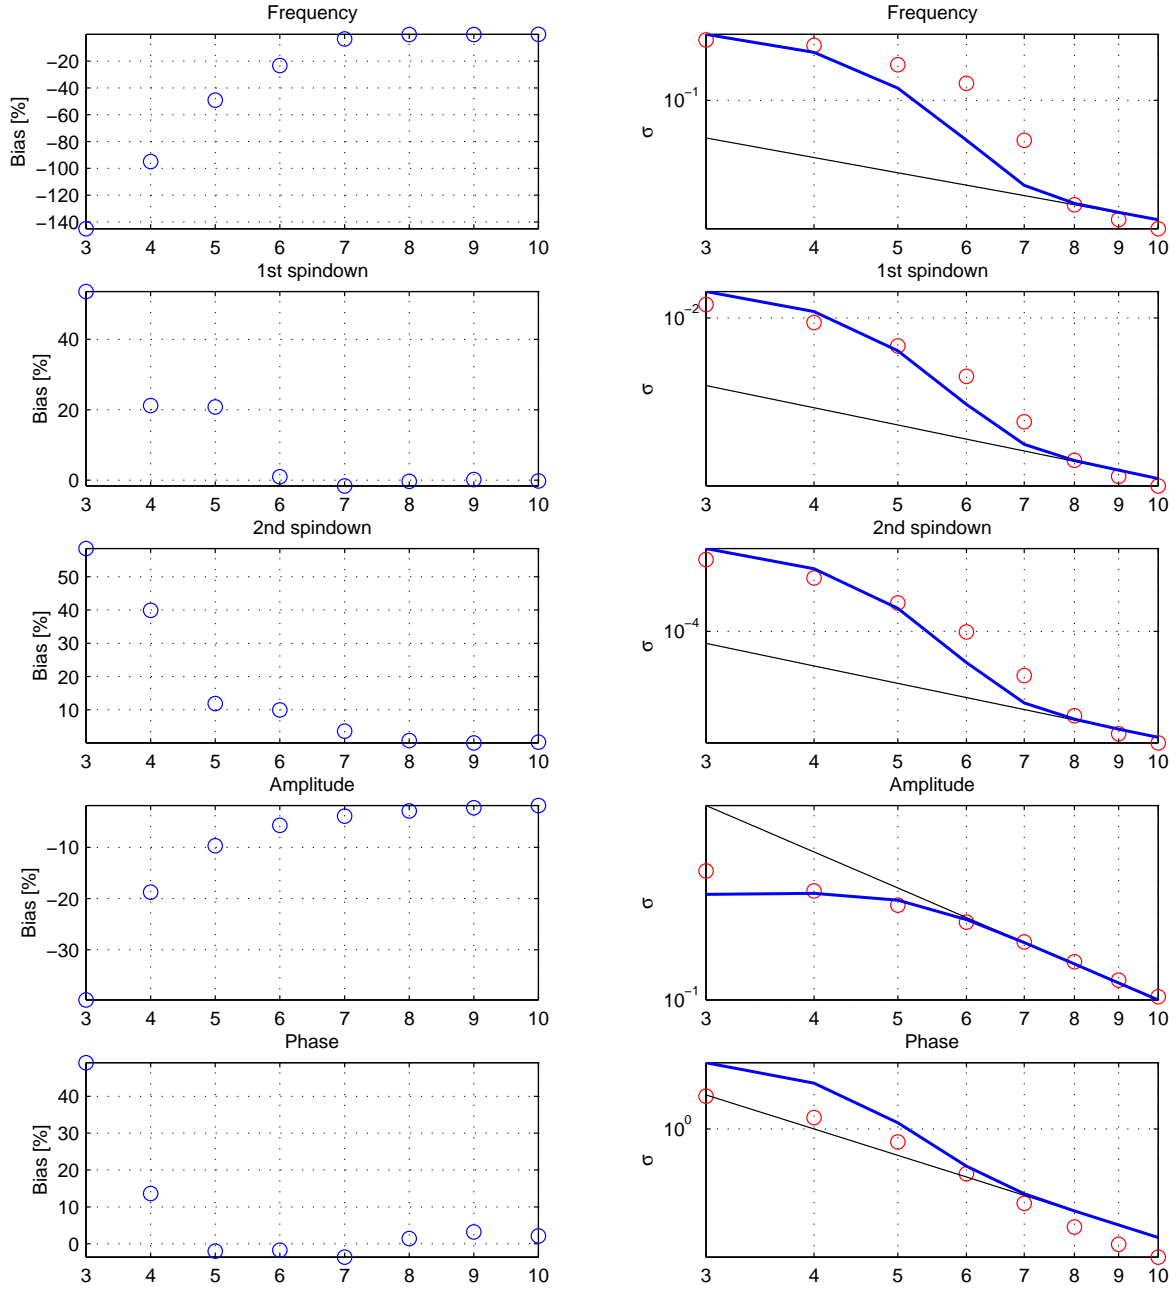 Frequency
Bias [%]
−20
−40
−60
−80
−100
−120
−140
3 4 5 6 7 8 9 10
Frequency
σ
10−1
3 4 5 6 7 8 9 10
1st spindown
Bias [%]
40
20
0
3 4 5 6 7 8 9 10
1st spindown
σ
10−2
3 4 5 6 7 8 9 10
2nd spindown
Bias [%]
50
40
30
20
10
3 4 5 6 7 8 9 10
2nd spindown
σ
10−4
3 4 5 6 7 8 9 10
Amplitude
Bias [%]
−10
−20
−30
3 4 5 6 7 8 9 10
Amplitude
σ
10−1
3 4 5 6 7 8 9 10
Phase
Bias [%]
40
30
20
10
0
3 4 5 6 7 8 9 10
Phase
σ
100
3 4 5 6 7 8 9 10